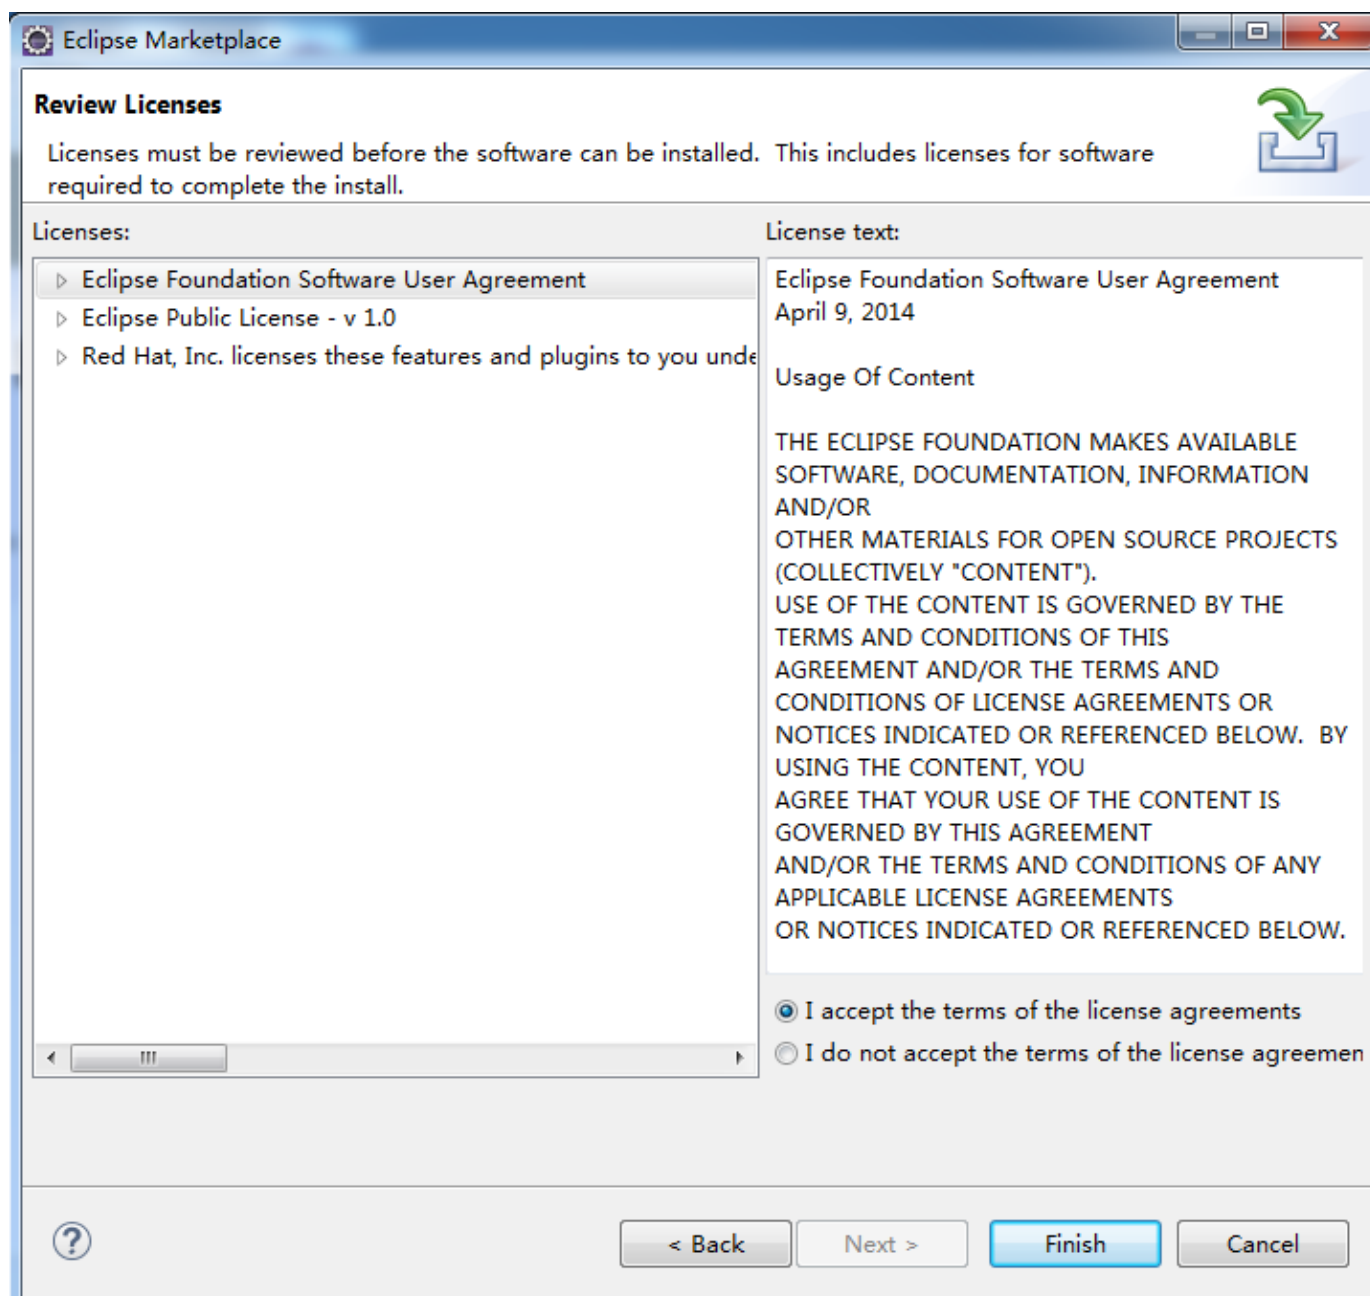 Eclipse Marketplace
Review Licenses
Licenses must be reviewed before the software can be installed. This includes licenses for software
required to complete the install.
Licenses:
Eclipse Foundation Software User Agreement
Eclipse Public License - v 1.0
Red Hat, Inc. licenses these features and plugins to you unde
License text:
Eclipse Foundation Software User Agreement
April 9, 2014
Usage Of Content
THE ECLIPSE FOUNDATION MAKES AVAILABLE
SOFTWARE, DOCUMENTATION, INFORMATION
AND/OR
OTHER MATERIALS FOR OPEN SOURCE PROJECTS
(COLLECTIVELY "CONTENT").
USE OF THE CONTENT IS GOVERNED BY THE
TERMS AND CONDITIONS OF THIS
AGREEMENT AND/OR THE TERMS AND
CONDITIONS OF LICENSE AGREEMENTS OR
NOTICES INDICATED OR REFERENCED BELOW.  BY
USING THE CONTENT, YOU
AGREE THAT YOUR USE OF THE CONTENT IS
GOVERNED BY THIS AGREEMENT
AND/OR THE TERMS AND CONDITIONS OF ANY
APPLICABLE LICENSE AGREEMENTS
OR NOTICES INDICATED OR REFERENCED BELOW.
I accept the terms of the license agreements
I do not accept the terms of the license agreemen
?
< Back
Next >
Finish
Cancel